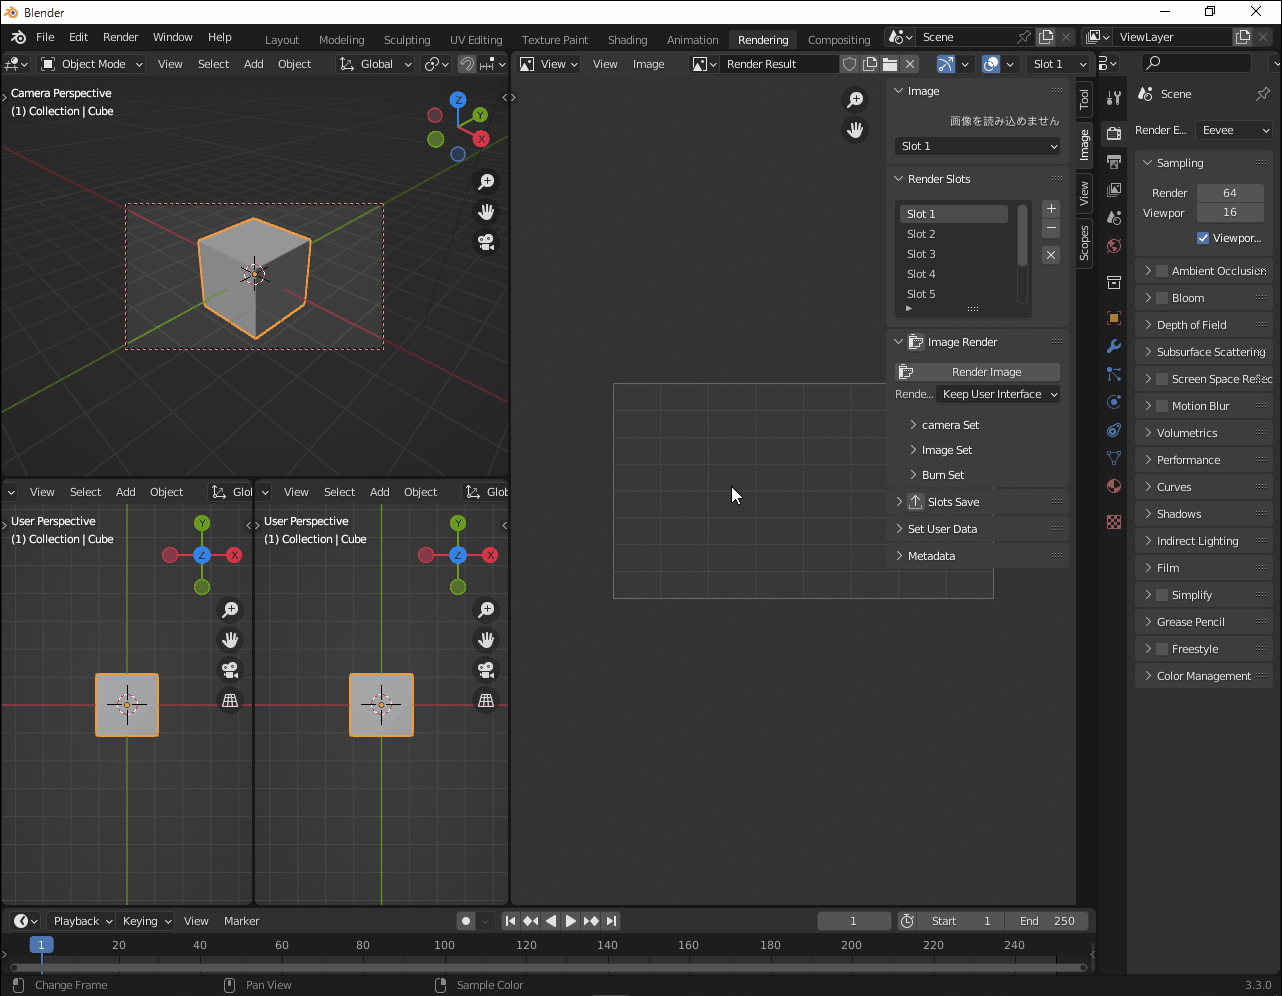 Blender
File Edit Render Window Help Layout Modeling Sculpting UV Editing Texture Paint Shading Animation Rendering Compositing Scene ViewLayer
Object Mode View Select Add Object Global View View Image Render Result Slot 1
Camera Perspective
(1) Collection | Cube
Z
Y
X
Image
画像を読み込めません
Slot 1
Render Slots
Slot 1
Slot 2
Slot 3
Slot 4
Slot 5
Image Render
Render Image
Rende... Keep User Interface
camera Set
Image Set
Burn Set
Slots Save
Set User Data
Metadata
Tool
Image
View
Scopes
Scene
Render E... Eevee
Sampling
Render 64
Viewpor 16
Viewpor...
Ambient Occlusion
Bloom
Depth of Field
Subsurface Scattering
Screen Space Reflec
Motion Blur
Volumetrics
Performance
Curves
Shadows
Indirect Lighting
Film
Simplify
Grease Pencil
Freestyle
Color Management
View Select Add Object Glol
User Perspective
(1) Collection | Cube
Y
Z
X
View Select Add Object Glot
User Perspective
(1) Collection | Cube
Y
Z
X
Playback Keying View Marker 1 Start 1 End 250
1 20 40 60 80 100 120 140 160 180 200 220 240
Change Frame Pan View Sample Color 3.3.0